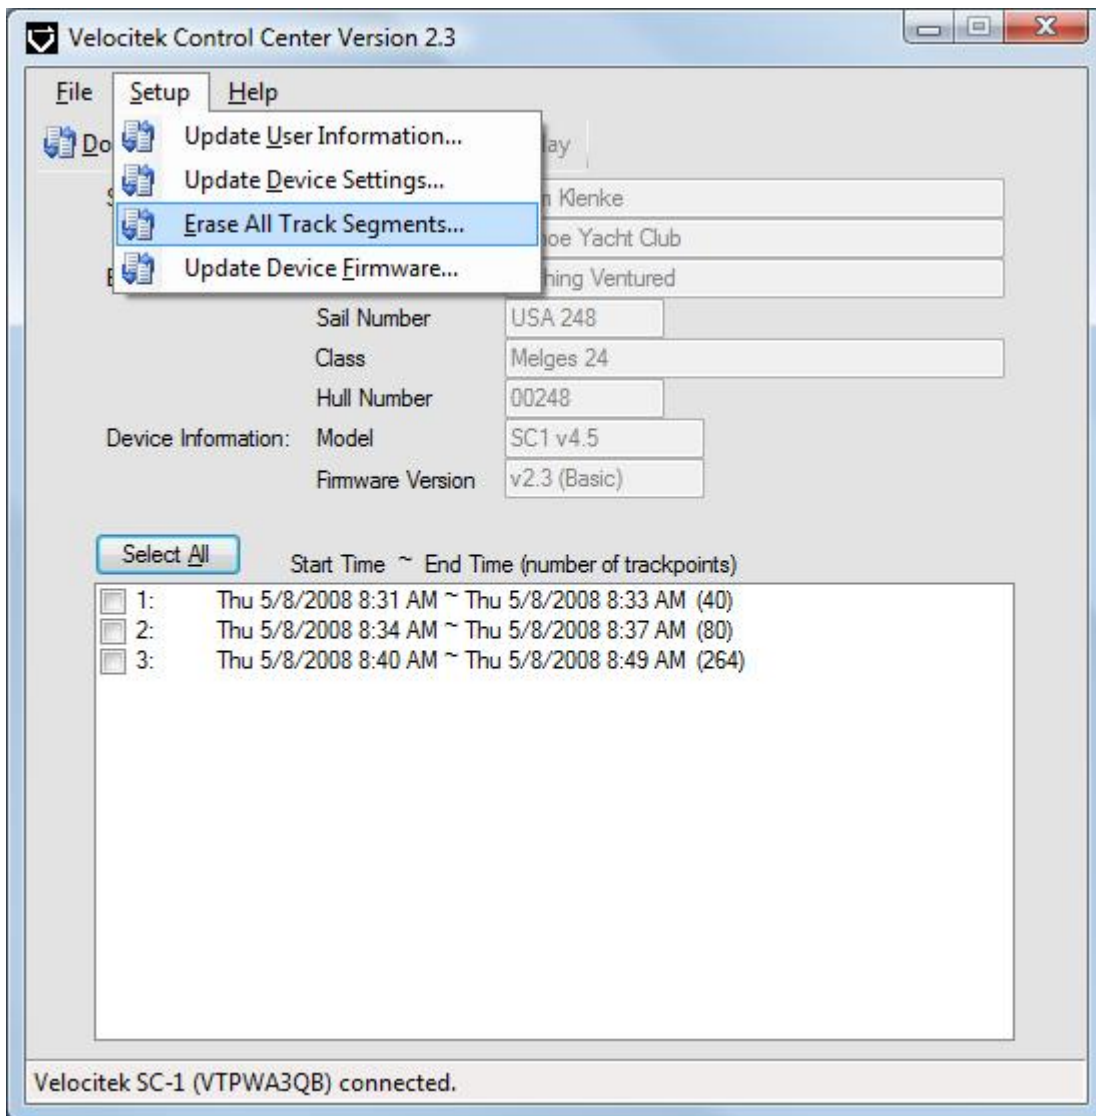 Velocitek Control Center Version 2.3
File Setup Help
Update User Information...
Update Device Settings...
Erase All Track Segments...
Update Device Firmware...
Klenke
Yacht Club
Ventured
Sail Number USA 248
Class Melges 24
Hull Number 00248
Device Information: Model SC1 v4.5
Firmware Version v2.3 (Basic)
Select All Start Time ~ End Time (number of trackpoints)
1: Thu 5/8/2008 8:31 AM ~ Thu 5/8/2008 8:33 AM (40)
2: Thu 5/8/2008 8:34 AM ~ Thu 5/8/2008 8:37 AM (80)
3: Thu 5/8/2008 8:40 AM ~ Thu 5/8/2008 8:49 AM (264)
Velocitek SC-1 (VTPWA3QB) connected.